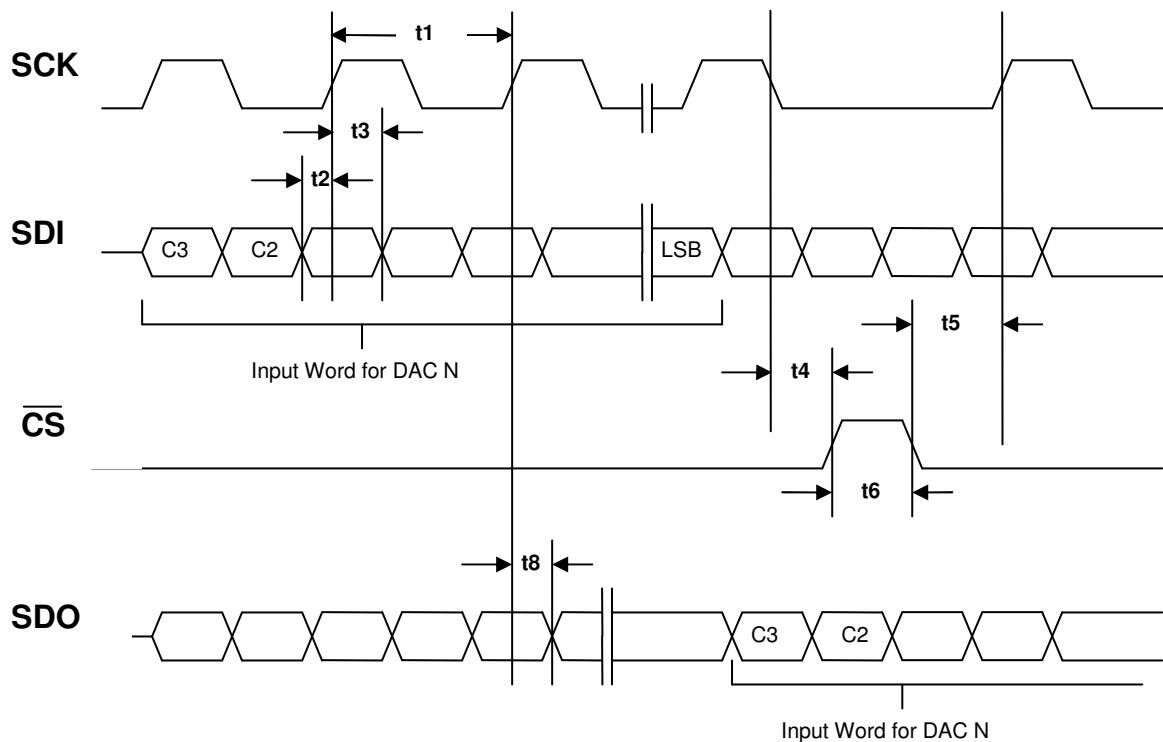 t1
SCK
t3
t2
SDI
C3
C2
LSB
t5
Input Word for DAC N
t4
CS
t6
t8
SDO
C3
C2
Input Word for DAC N